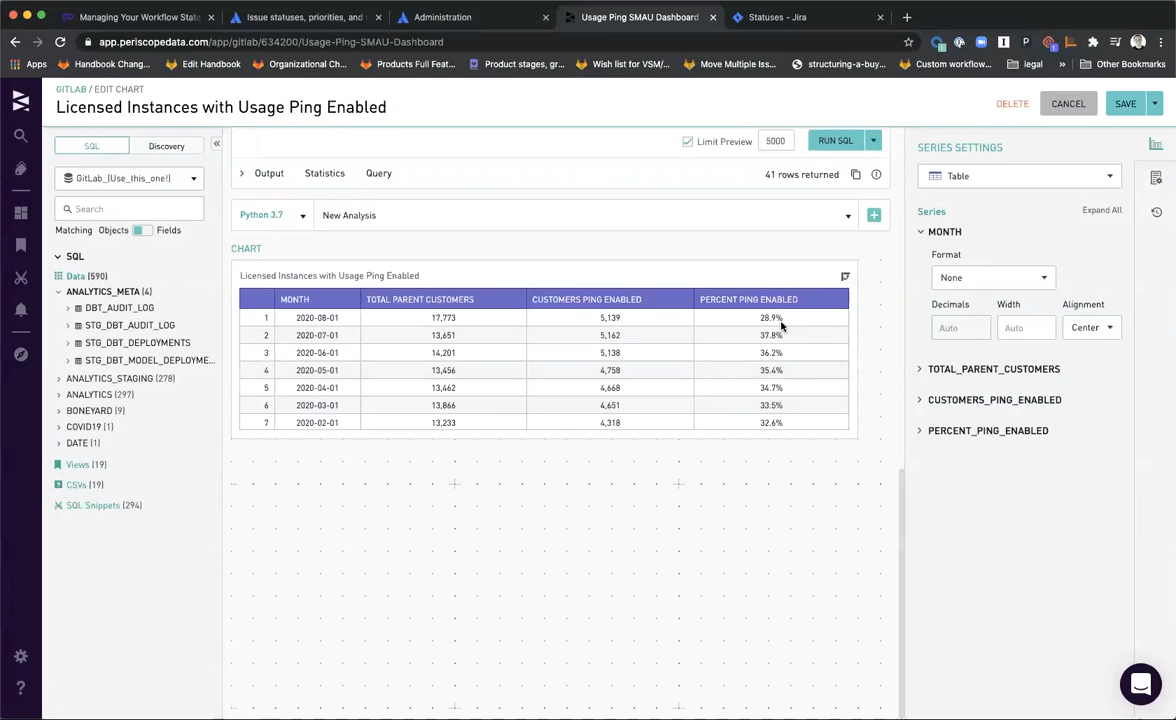 Managing Your Workflow State
Issue statuses, priorities, and
Administration
Usage Ping SMAU Dashboard
Statuses - Jira
app.periscopedata.com/app/gitlab/634200/Usage-Ping-SMAU-Dashboard
Apps
Handbook Chang...
Edit Handbook
Organizational Ch...
Products Full Feat...
Product stages, gr...
Wish list for VSM/...
Move Multiple Iss...
structuring-a-buy...
Custom workflow...
legal
»
Other Bookmarks
GITLAB / EDIT CHART
Licensed Instances with Usage Ping Enabled
DELETE
CANCEL
SAVE
SQL
Discovery
GitLab_(Use_this_one!)
Search
Matching Objects Fields
SQL
Data (590)
ANALYTICS_META (4)
DBT_AUDIT_LOG
STG_DBT_AUDIT_LOG
STG_DBT_DEPLOYMENTS
STG_DBT_MODEL_DEPLOYME...
ANALYTICS_STAGING (278)
ANALYTICS (297)
BONEYARD (9)
COVID19 (1)
DATE (1)
Views (19)
CSVs (19)
SQL Snippets (294)
Limit Preview 5000 RUN SQL
Output Statistics Query 41 rows returned
Python 3.7 New Analysis
CHART
Licensed Instances with Usage Ping Enabled
MONTH TOTAL PARENT CUSTOMERS CUSTOMERS PING ENABLED PERCENT PING ENABLED
1 2020-08-01 17,773 5,139 28.9%
2 2020-07-01 13,651 5,162 37.8%
3 2020-06-01 14,201 5,138 36.2%
4 2020-05-01 13,456 4,758 35.4%
5 2020-04-01 13,462 4,668 34.7%
6 2020-03-01 13,866 4,651 33.5%
7 2020-02-01 13,233 4,318 32.6%
SERIES SETTINGS
Table
Series Expand All
MONTH
Format
None
Decimals Width Alignment
Auto Auto Center
TOTAL_PARENT_CUSTOMERS
CUSTOMERS_PING_ENABLED
PERCENT_PING_ENABLED